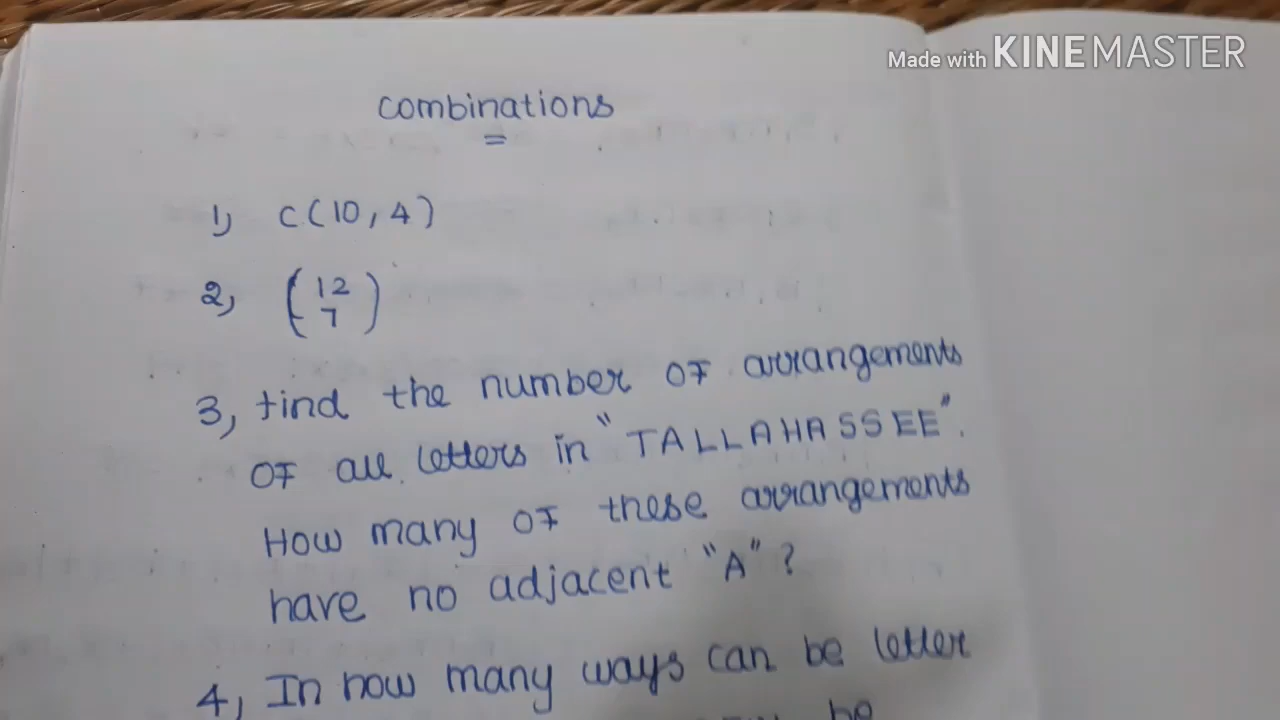 Made with KINEMASTER
combinations
=
1, C(10,4)
2, (12
7)
3, find the number of arrangements
of all letters in "TALLAHASSEE".
How many of these arrangements
have no adjacent "A"?
4, In how many ways can be letter
be